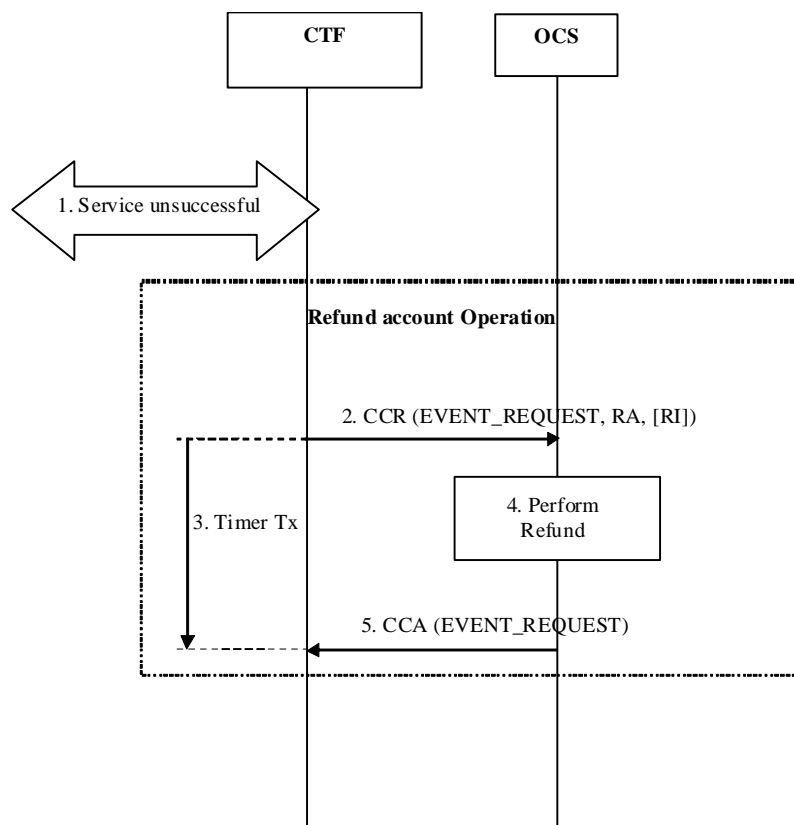 CTF
OCS
1. Service unsuccessful
Refund account Operation
2. CCR (EVENT_REQUEST, RA, [RI])
3. Timer Tx
4. Perform
Refund
5. CCA (EVENT_REQUEST)